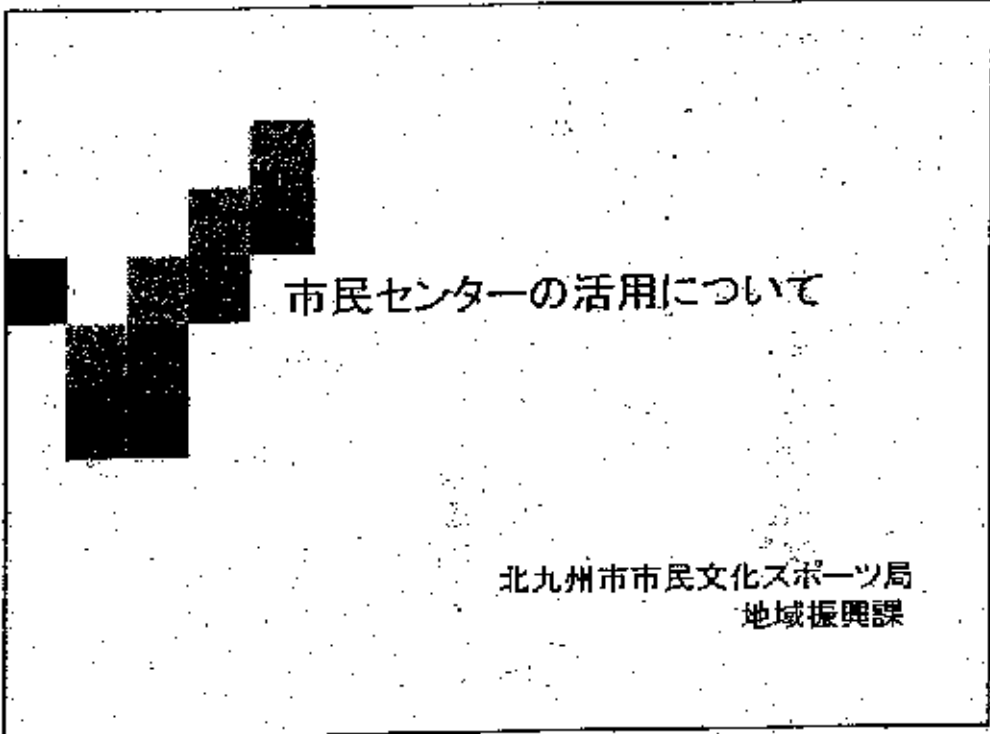 市民センターの活用について
北九州市市民文化スポーツ局
地域振興課